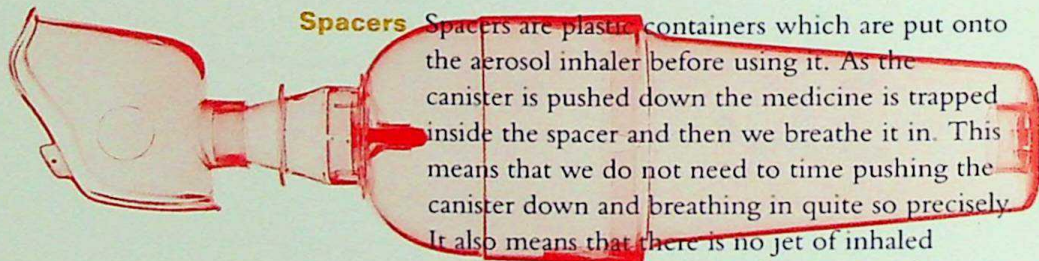 Spacers Spacers are plastic containers which are put onto
the aerosol inhaler before using it. As the
canister is pushed down the medicine is trapped
inside the spacer and then we breathe it in. This
means that we do not need to time pushing the
canister down and breathing in quite so precisely.
It also means that there is no jet of inhaled